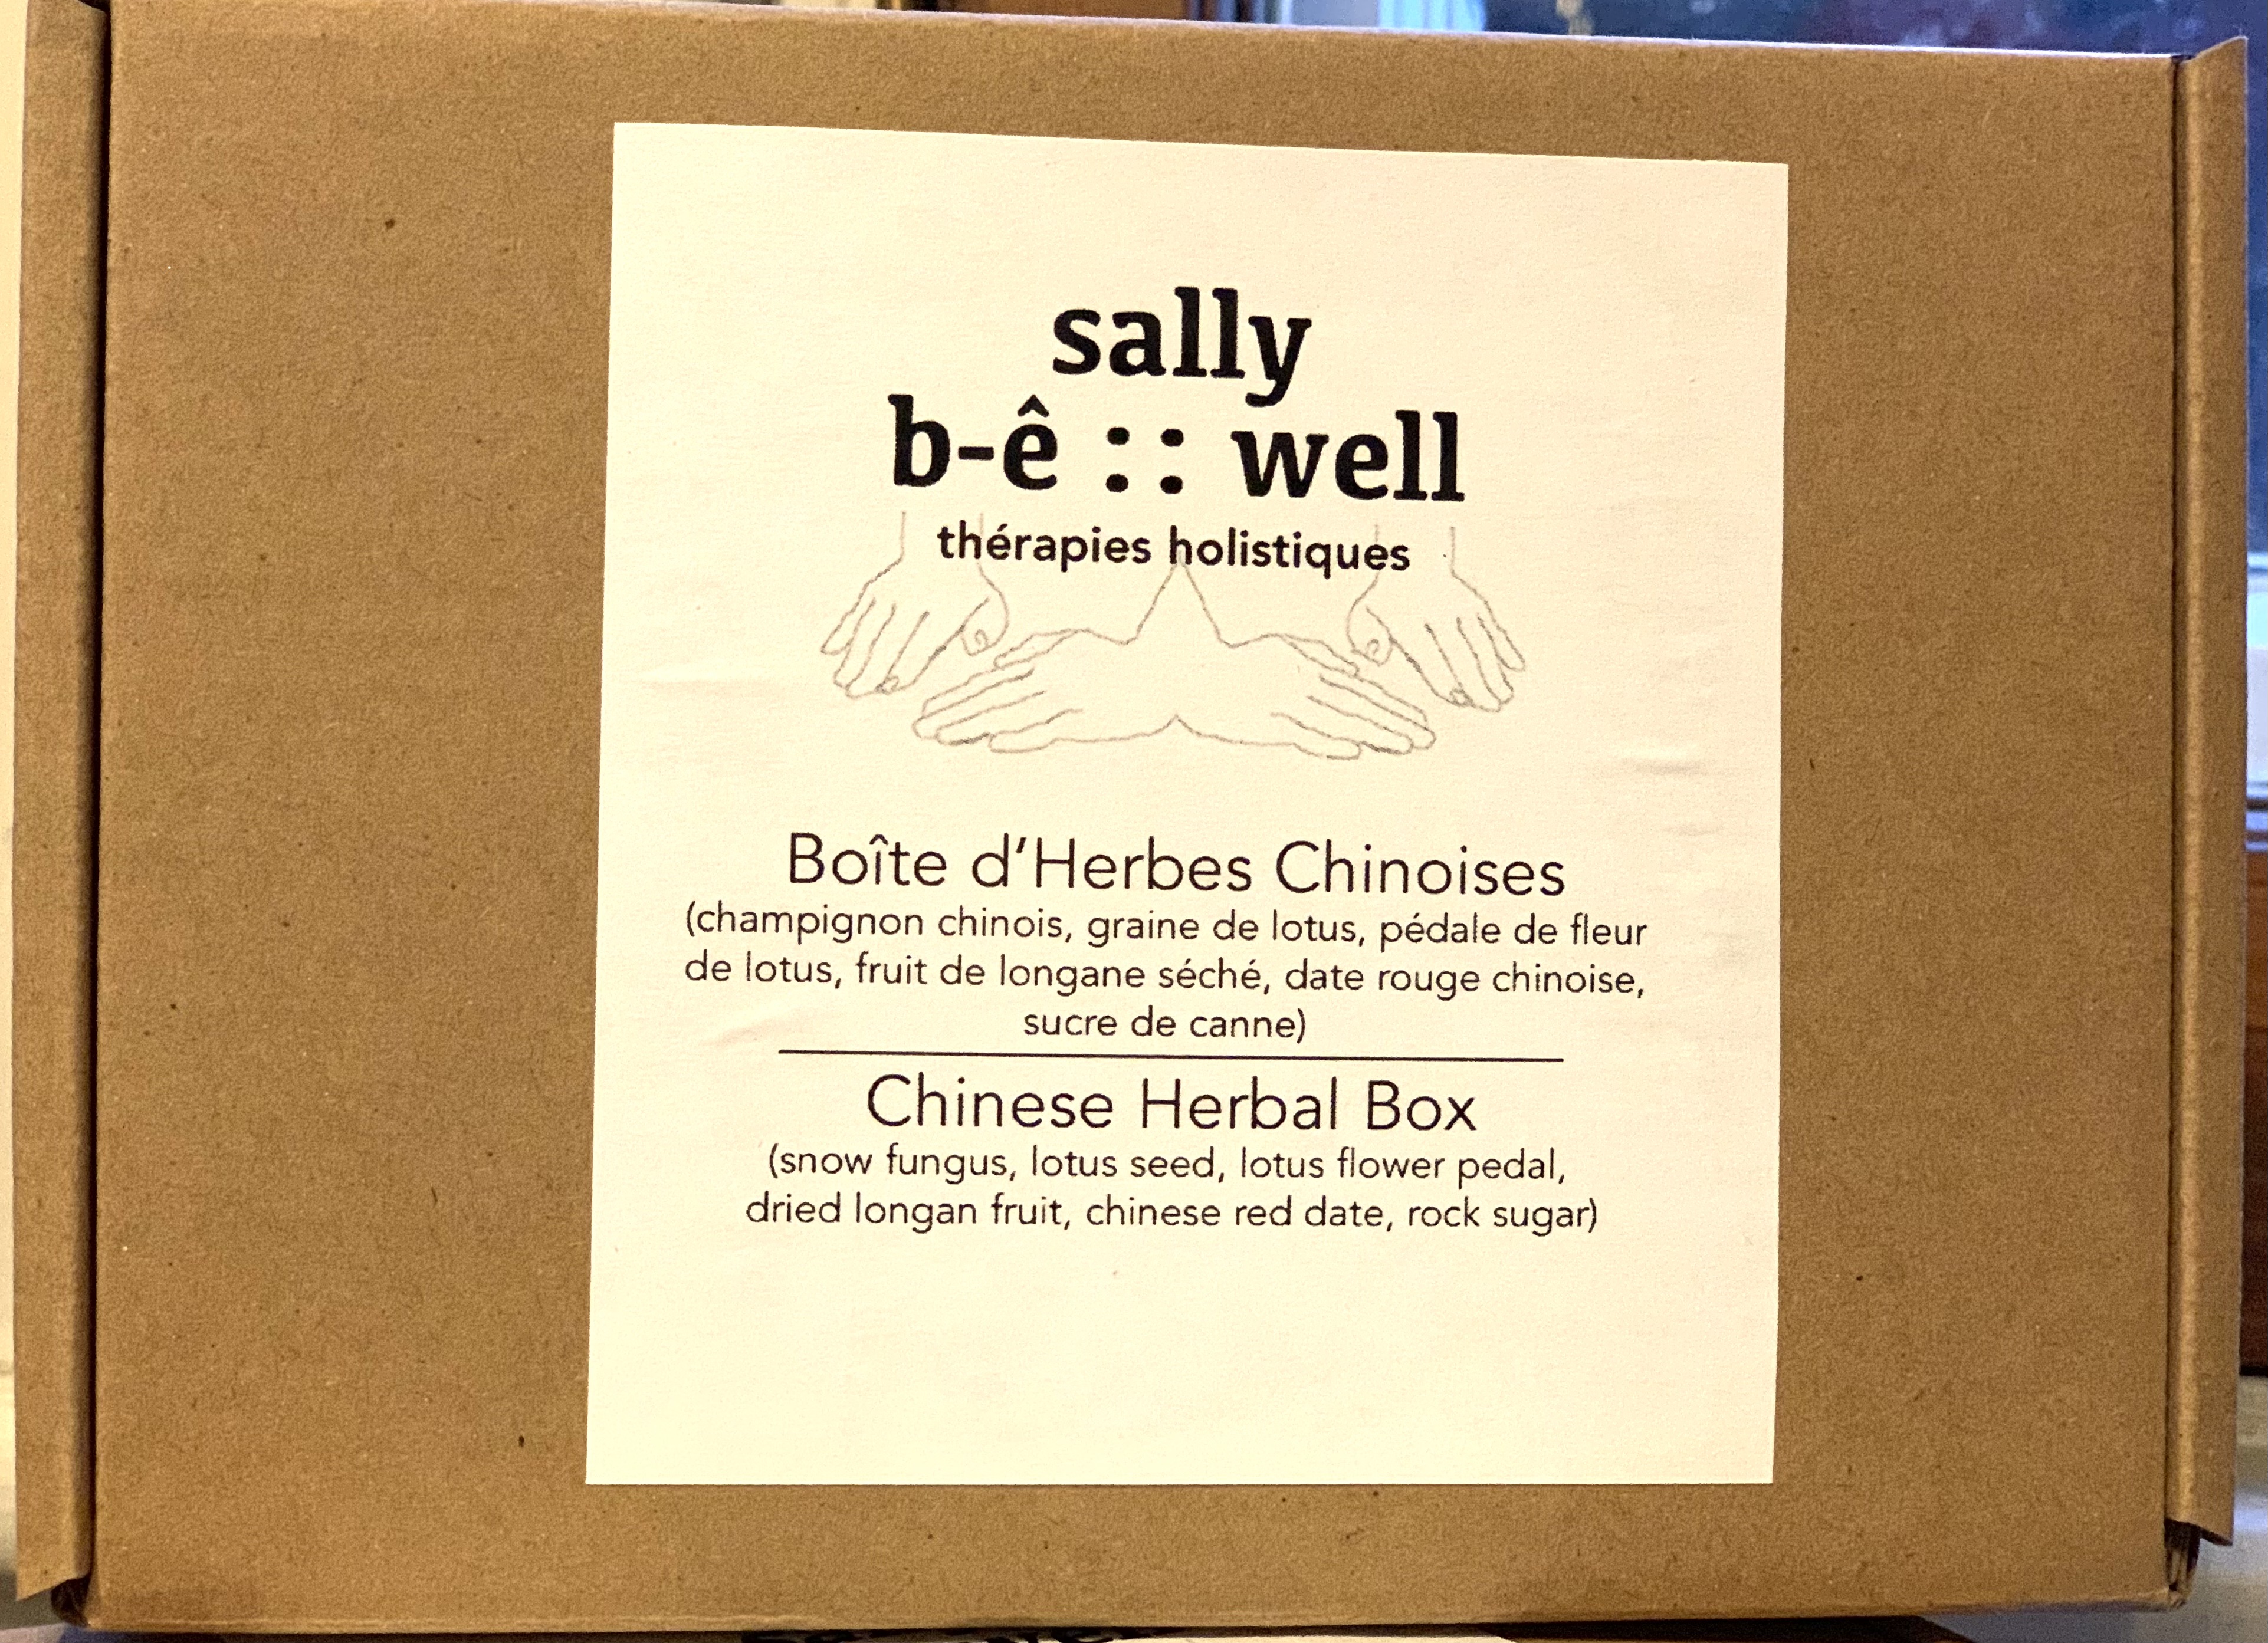 sally
b-ê :: well
thérapies holistiques
Boîte d'Herbes Chinoises
(champignon chinois, graine de lotus, pédale de fleur
de lotus, fruit de longane séché, date rouge chinoise,
sucre de canne)
Chinese Herbal Box
(snow fungus, lotus seed, lotus flower pedal,
dried longan fruit, chinese red date, rock sugar)